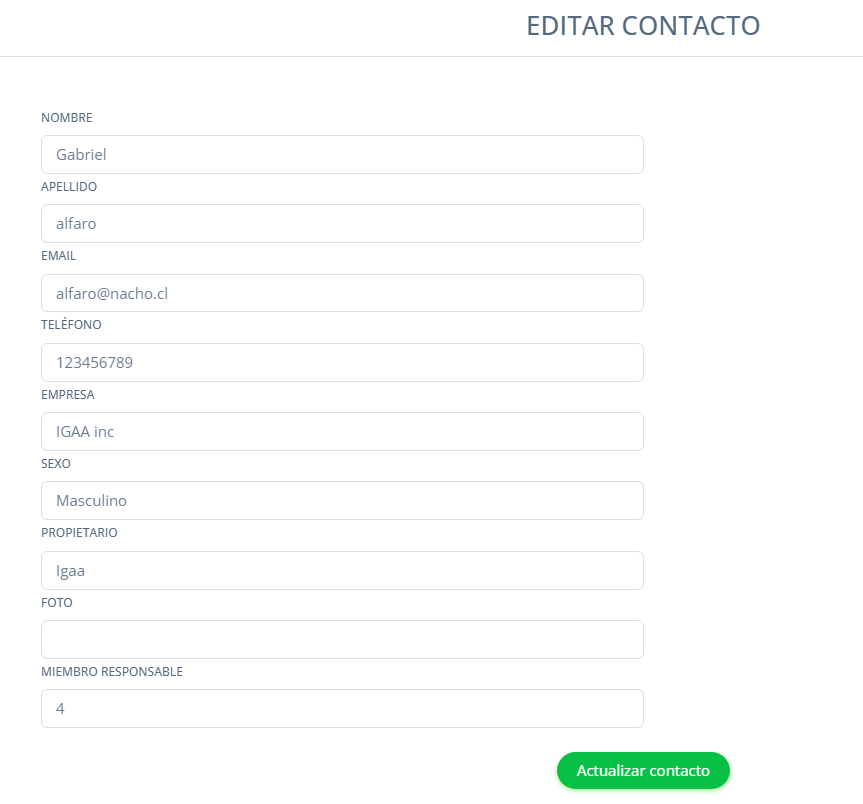 EDITAR CONTACTO
NOMBRE
Gabriel
APELLIDO
alfaro
EMAIL
alfaro@nacho.cl
TELÉFONO
123456789
EMPRESA
IGAA inc
SEXO
Masculino
PROPIETARIO
Igaa
FOTO
MIEMBRO RESPONSABLE
4
Actualizar contacto